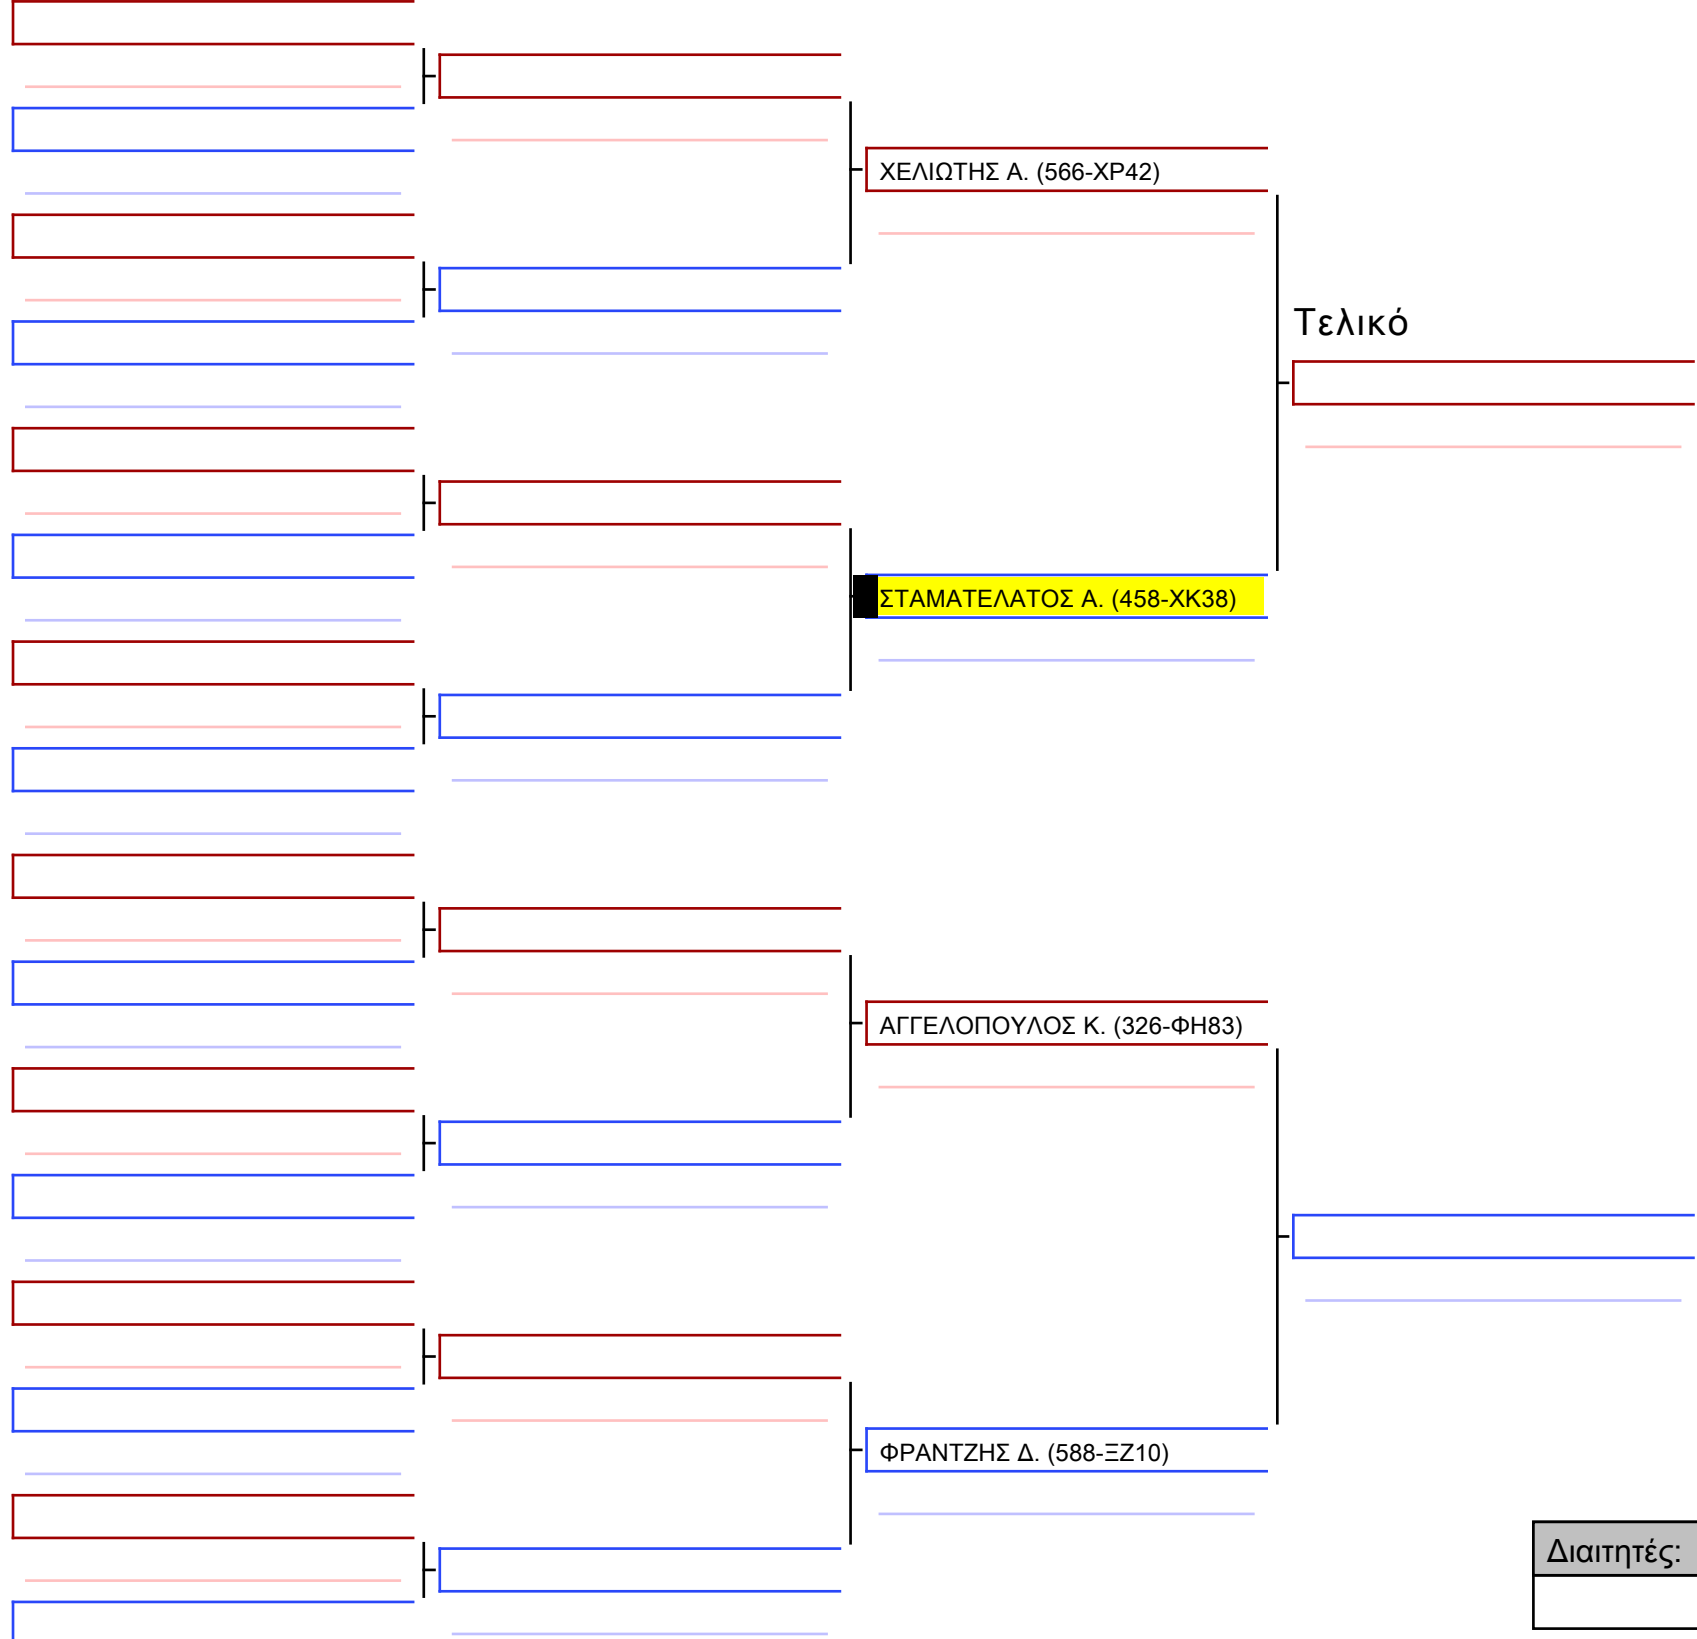 ΧΕΛΙΩΤΗΣ Α. (566-ΧΡ42)
Τελικό
ΣΤΑΜΑΤΕΛΑΤΟΣ Α. (458-ΧΚ38)
ΑΓΓΕΛΟΠΟΥΛΟΣ Κ. (326-ΦΗ83)
ΦΡΑΝΤΖΗΣ Δ. (588-ΞΖ10)
Διαιτητές: